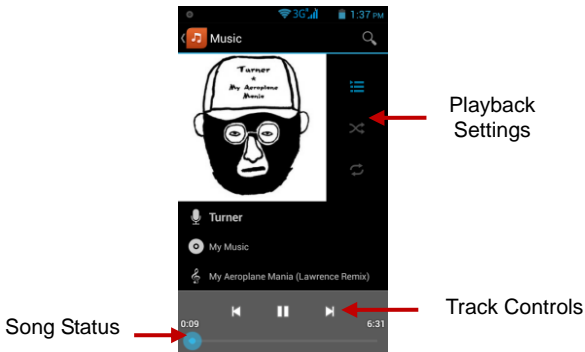 3G
1:37 PM
Music
Turner
My Aeroplane
Mania
Playback
Settings
Turner
My Music
My Aeroplane Mania (Lawrence Remix)
Track Controls
0:09
6:31
Song Status